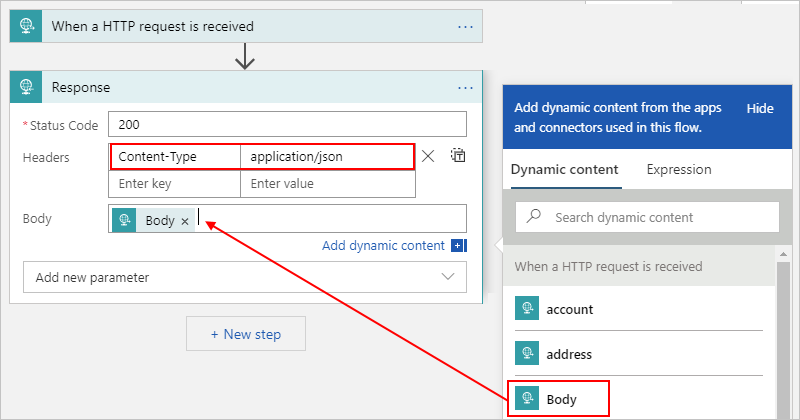 When a HTTP request is received
...
Response
...
* Status Code
200
Headers
Content-Type
application/json
Enter key
Enter value
Body
Body ×
Add dynamic content
Add new parameter
+ New step
Add dynamic content from the apps
and connectors used in this flow.
Hide
Dynamic content
Expression
Search dynamic content
When a HTTP request is received
account
address
Body